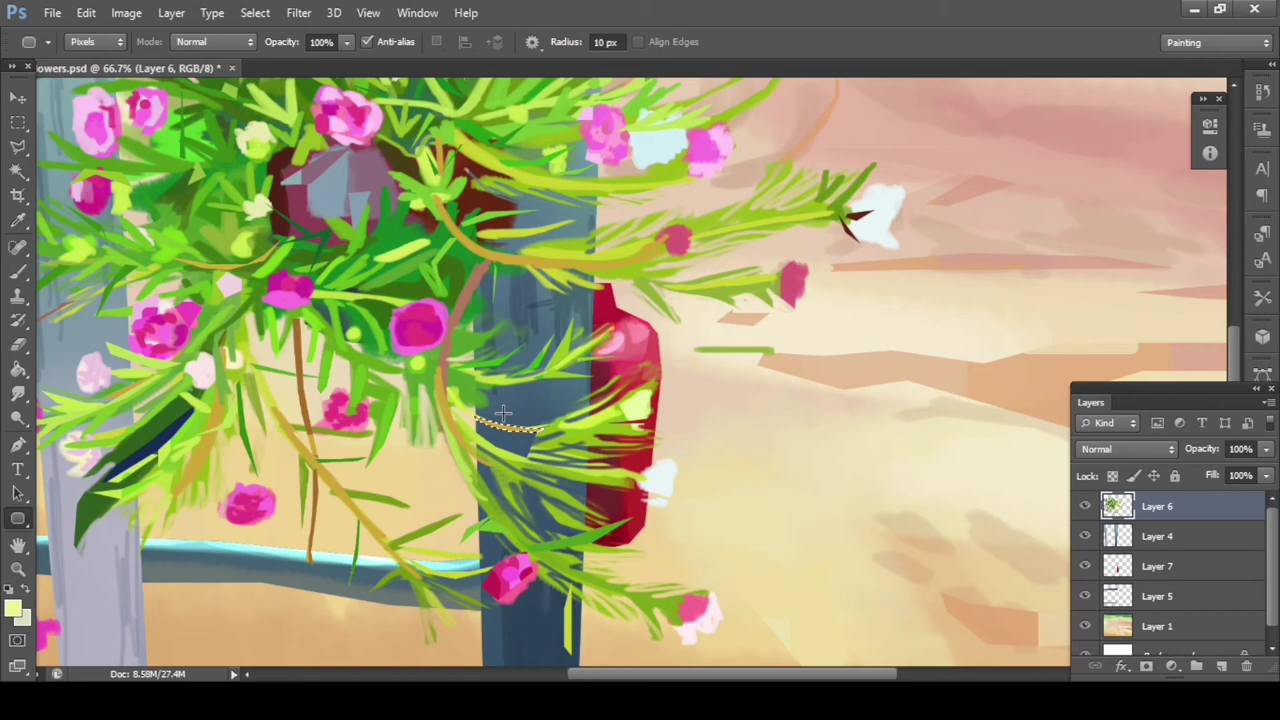 Ps File Edit Image Layer Type Select Filter 3D View Window Help
Pixels Mode: Normal Opacity: 100% Anti-alias Radius: 10 px Align Edges Painting
lowers.psd @ 66.7% (Layer 6, RGB/8) * ×
Layers
Kind
Normal Opacity: 100%
Lock: Fill: 100%
Layer 6
Layer 4
Layer 7
Layer 5
Layer 1
Doc: 8.58M/27.4M